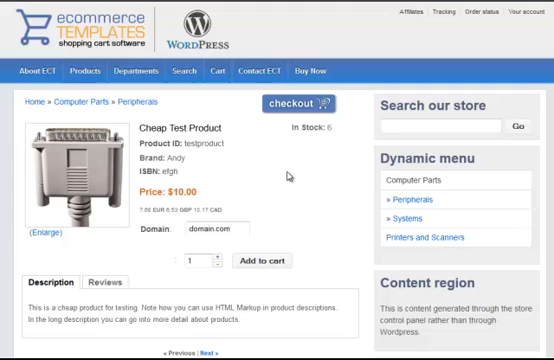 Affiliates Tracking Order status Your account
ecommerce
TEMPLATES
shopping cart software
WORDPRESS
About ECT Products Departments Search Cart Contact ECT Buy Now
Home » Computer Parts » Peripherals
checkout
Cheap Test Product
In Stock: 6
Product ID: testproduct
Brand: Andy
ISBN: efgh
Price: $10.00
7.68 EUR 6.53 GBP 10.17 CAD
(Enlarge)
Domain: domain.com
: 1 + - Add to cart
Description Reviews
This is a cheap product for testing. Note how you can use HTML Markup in product descriptions.
In the long description you can go into more detail about products.
« Previous | Next »
Search our store
Go
Dynamic menu
Computer Parts
» Peripherals
» Systems
Printers and Scanners
Content region
This is content generated through the store
control panel rather than through
Wordpress.